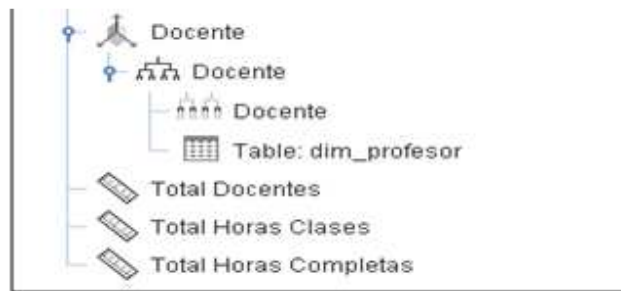 Docente
Docente
Docente
Table: dim_profesor
Total Docentes
Total Horas Clases
Total Horas Completas